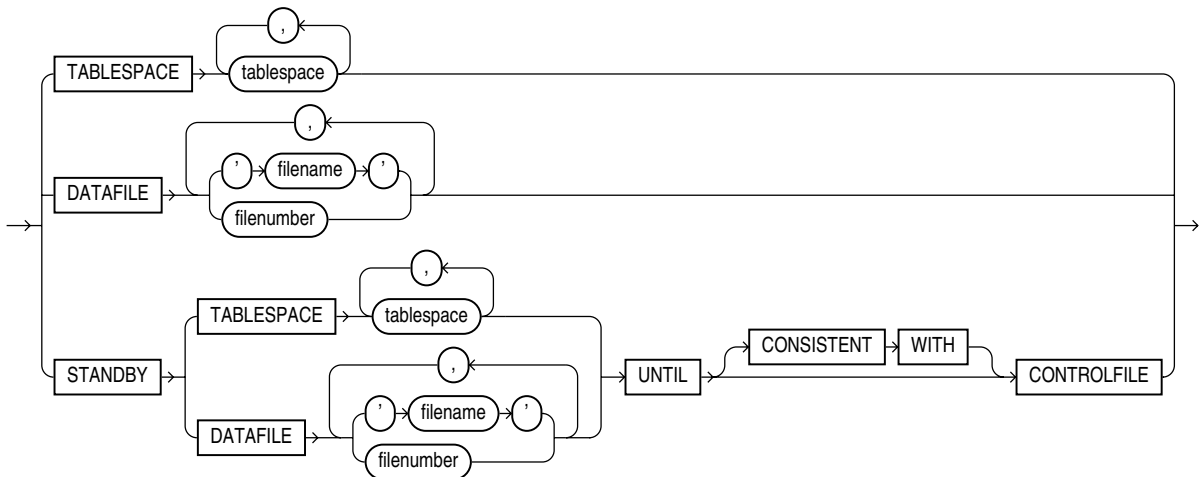 ,
TABLESPACE tablespace
,
' filename '
DATAFILE
filenumber
,
TABLESPACE tablespace
CONSISTENT WITH
STANDBY UNTIL CONTROLFILE
,
' filename '
DATAFILE
filenumber